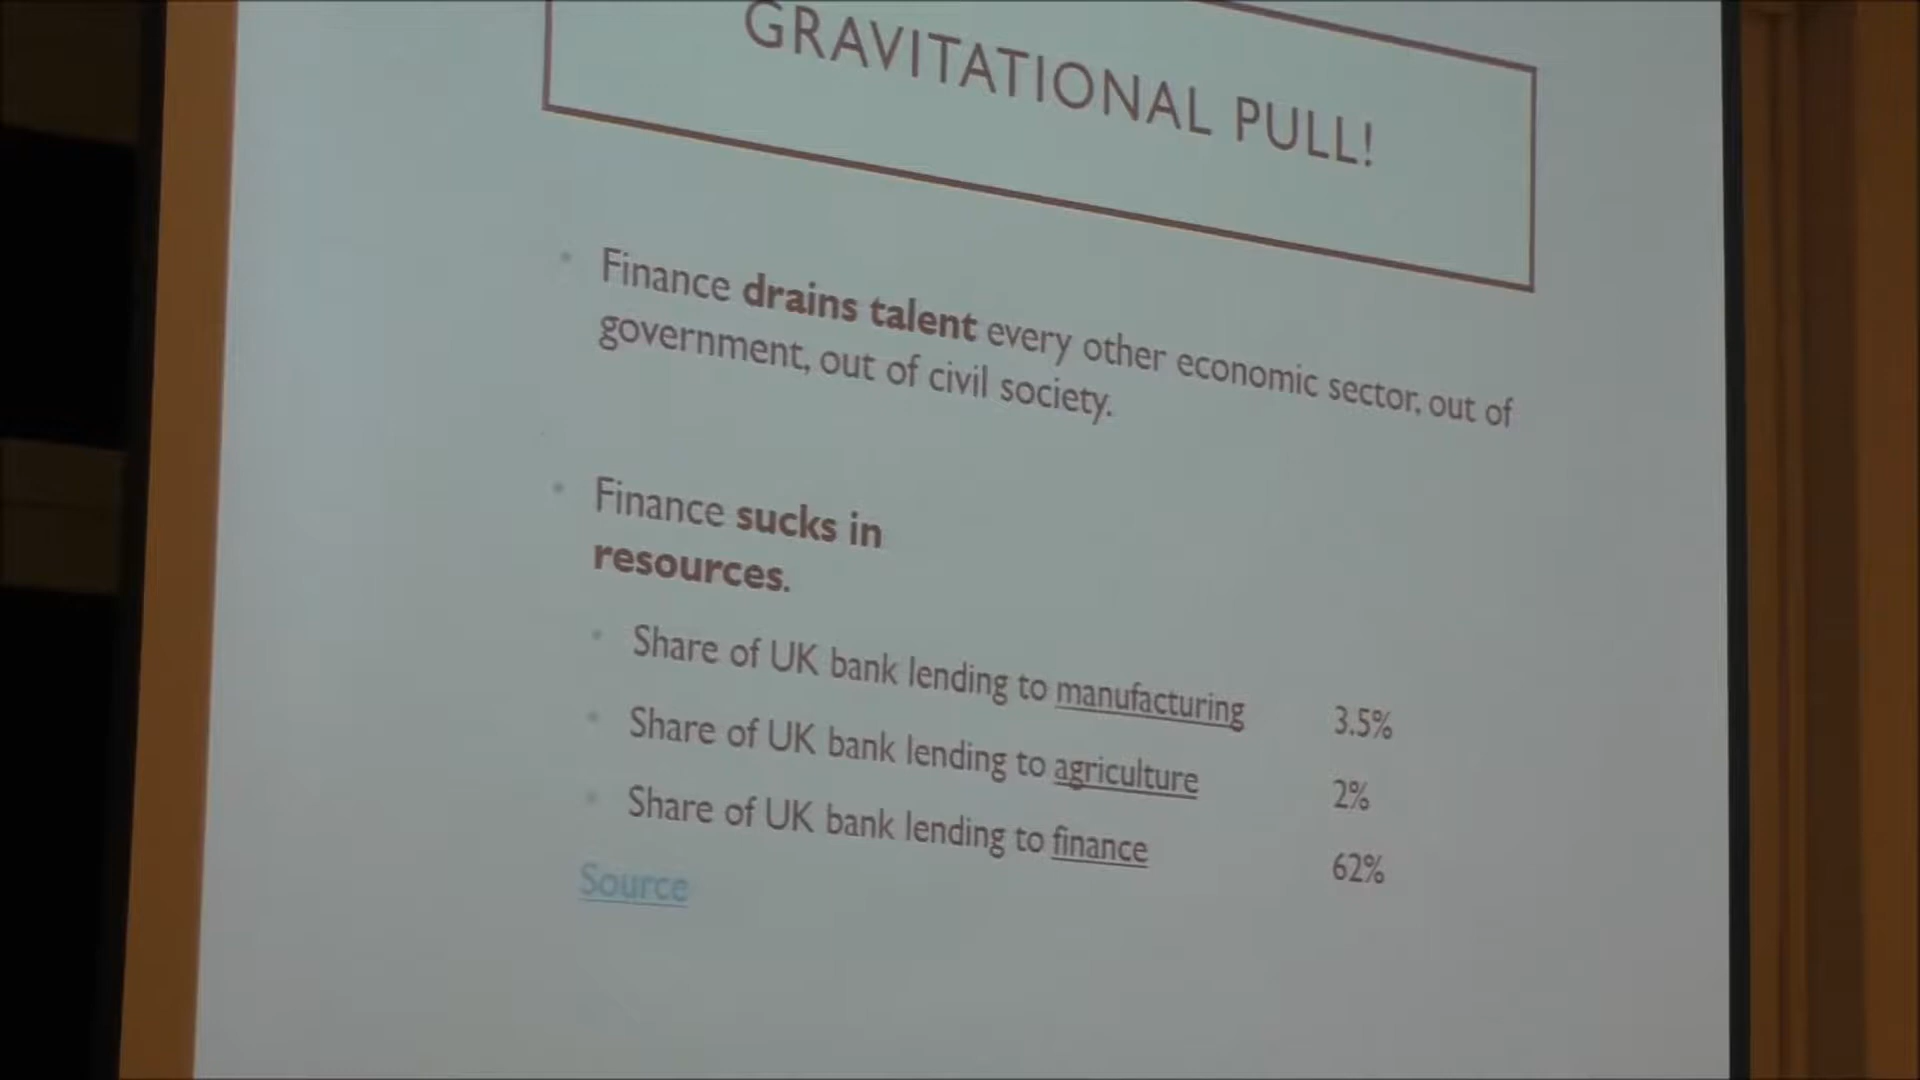 GRAVITATIONAL PULL!
Finance drains talent every other economic sector, out of
government, out of civil society.
Finance sucks in
resources.
Share of UK bank lending to manufacturing 3.5%
Share of UK bank lending to agriculture 2%
Share of UK bank lending to finance 62%
Source